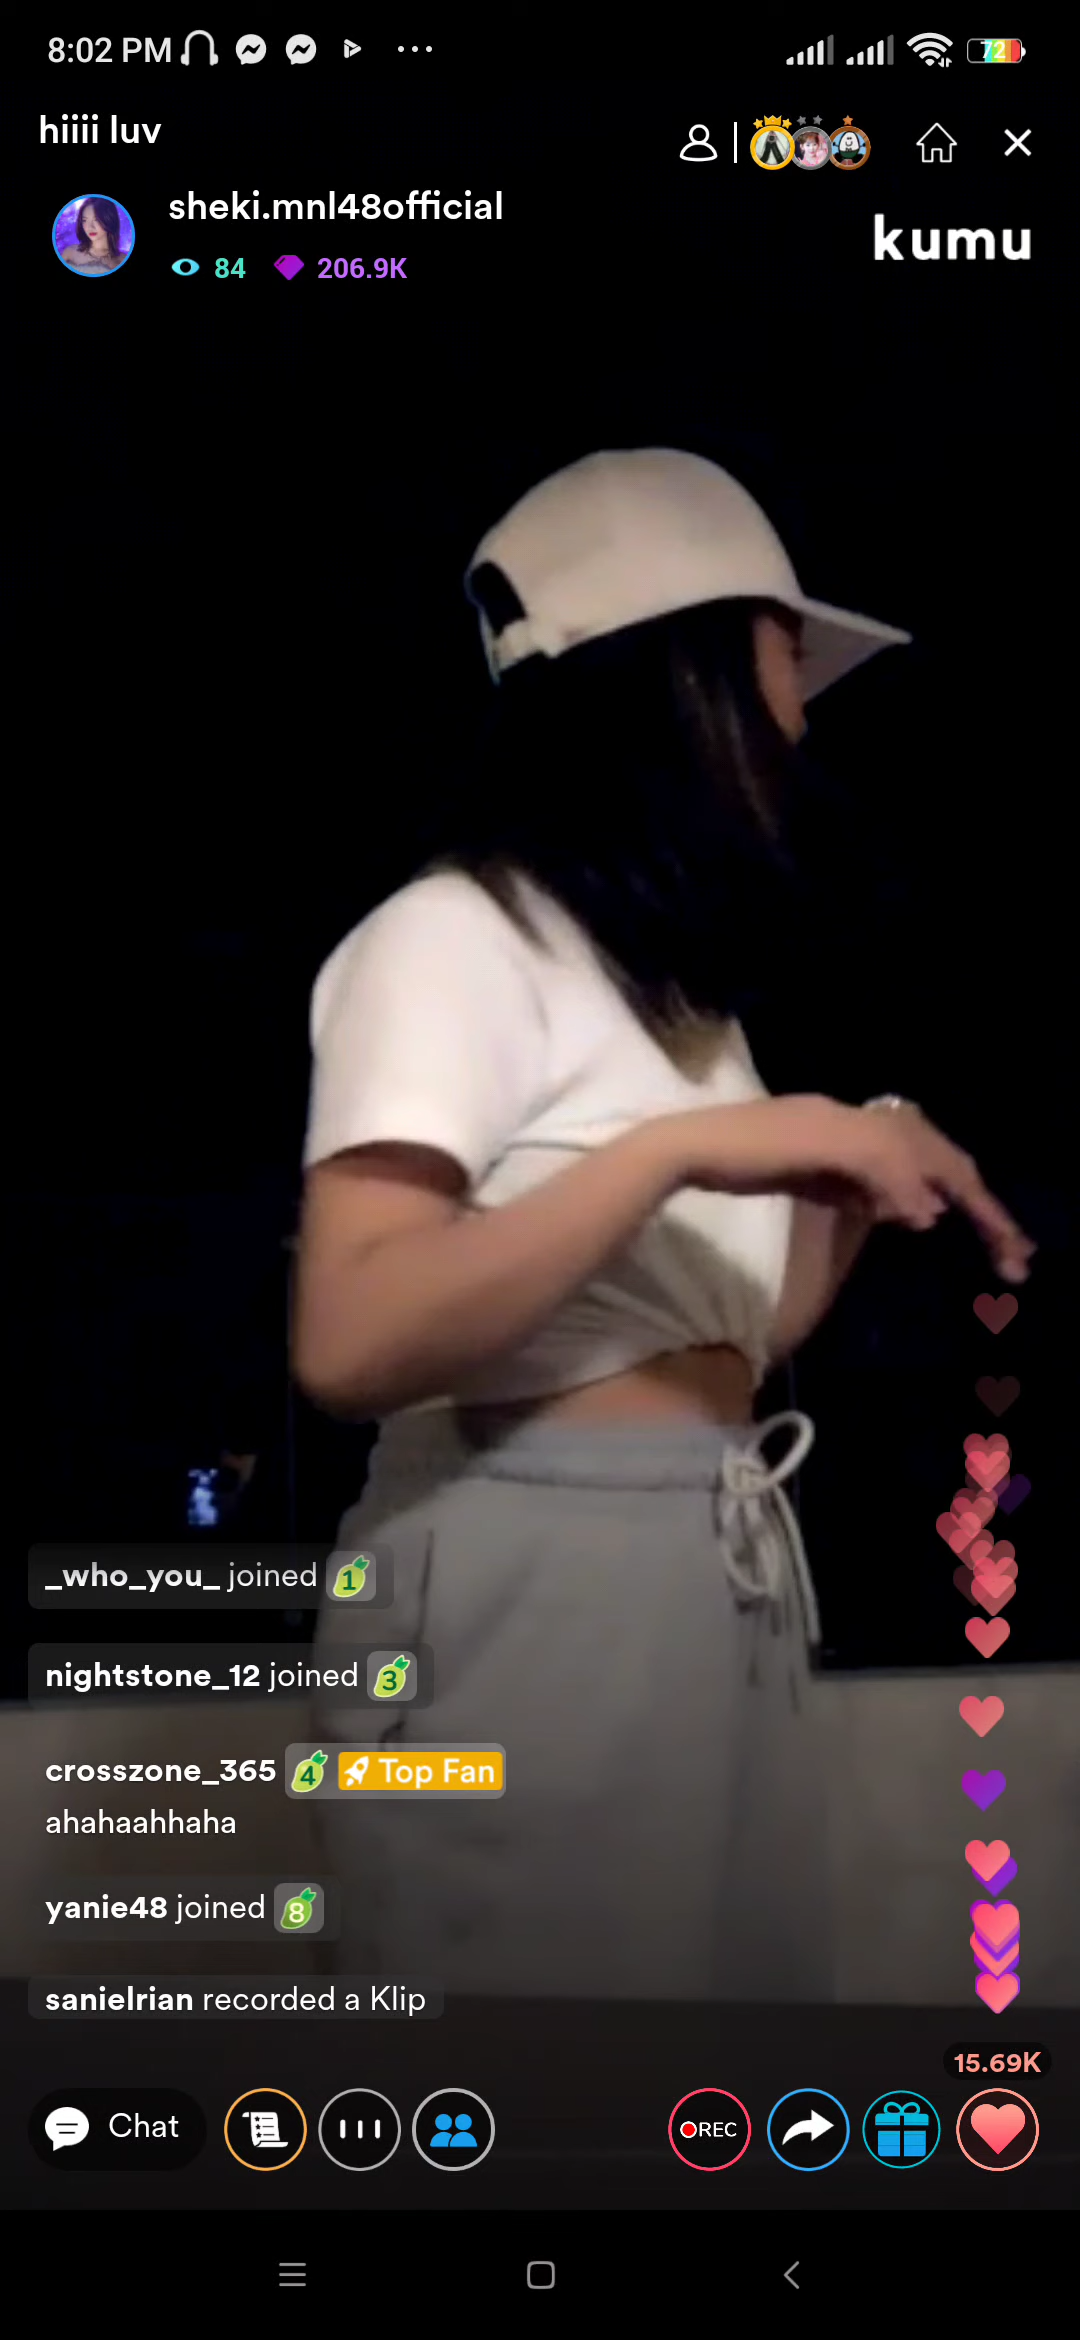 8:02 PM
72
hiiii luv
sheki.mnl48official
84 206.9K
kumu
_who_you_ joined 1
nightstone_12 joined 3
crosszone_365 4 Top Fan
ahahaahhaha
yanie48 joined 8
sanielrian recorded a Klip
15.69K
Chat
REC